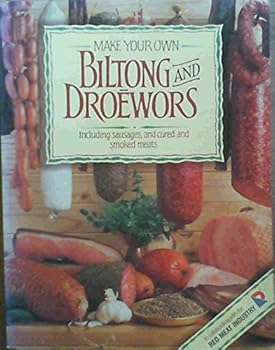 MAKE YOUR OWN
BILTONG AND
DROËWORS
Including sausages, and cured and
smoked meats
RED MEAT INDUSTRY